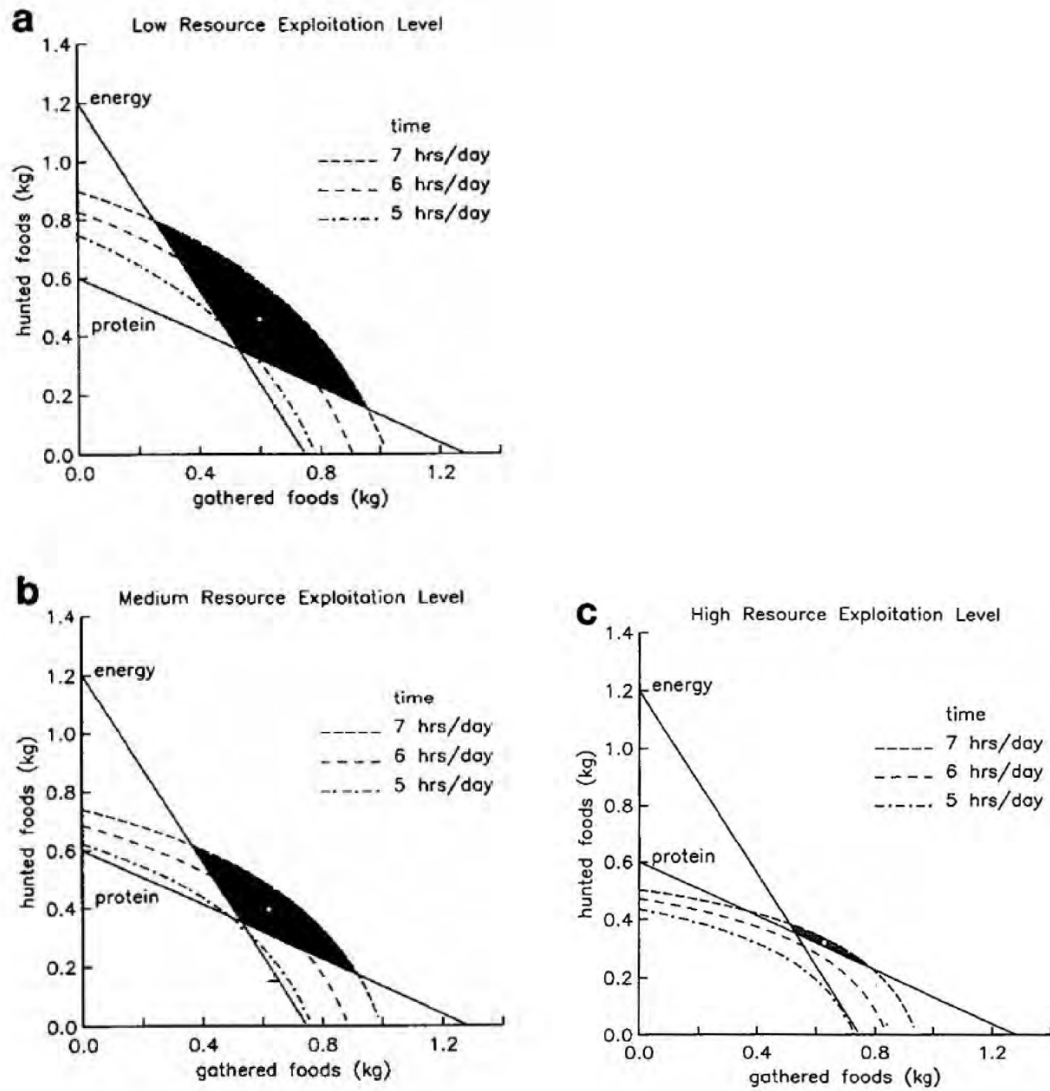 a
Low Resource Exploitation Level
1.4
1.2
1.0
0.8
0.6
0.4
0.2
0.0
hunted foods (kg)
energy
protein
time
7 hrs/day
6 hrs/day
5 hrs/day
0.0 0.4 0.8 1.2
gathered foods (kg)
b
Medium Resource Exploitation Level
1.4
1.2
1.0
0.8
0.6
0.4
0.2
0.0
hunted foods (kg)
energy
protein
time
7 hrs/day
6 hrs/day
5 hrs/day
0.0 0.4 0.8 1.2
gathered foods (kg)
c
High Resource Exploitation Level
1.4
1.2
1.0
0.8
0.6
0.4
0.2
0.0
hunted foods (kg)
energy
protein
time
7 hrs/day
6 hrs/day
5 hrs/day
0.0 0.4 0.8 1.2
gathered foods (kg)